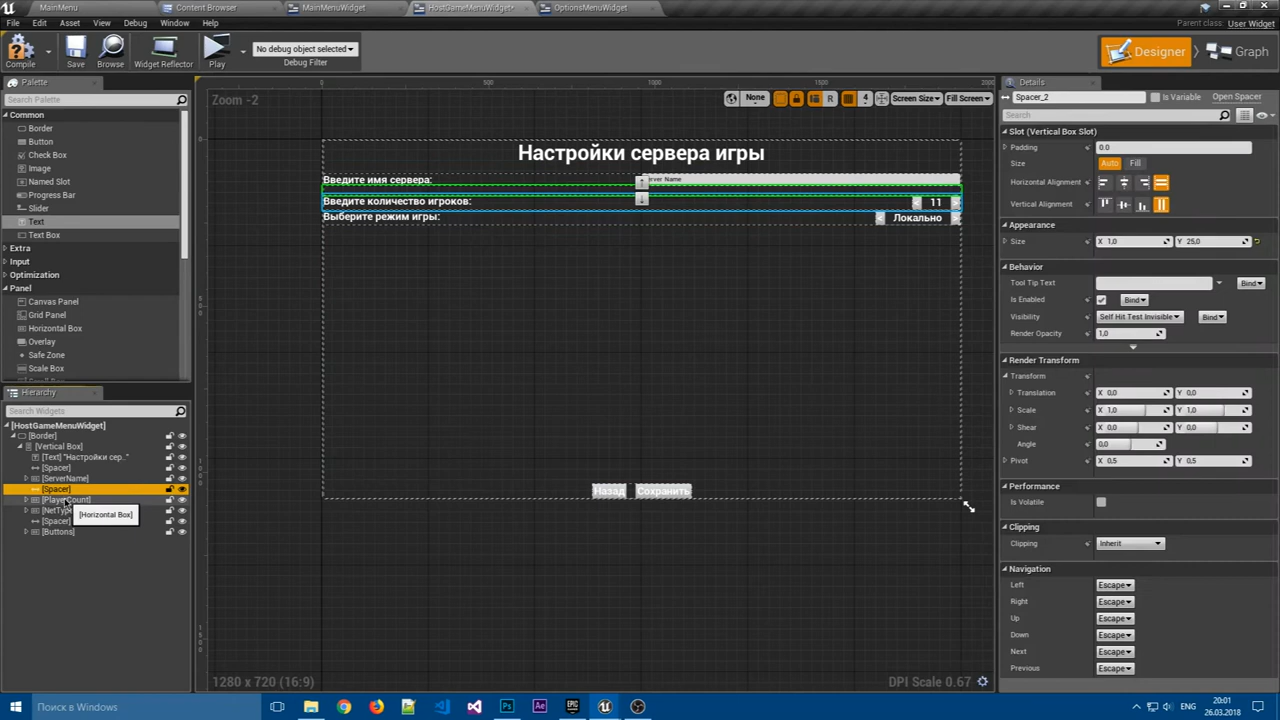 MainMenu
Content Browser
MainMenuWidget
HostGameMenuWidget*
OptionsMenuWidget
File Edit Asset View Debug Window Help
Parent class: User Widget
Compile
Save
Browse
Widget Reflector
Play
No debug object selected
Debug Filter
Designer
Graph
Palette
Search Palette
Common
Border
Button
Check Box
Image
Named Slot
Progress Bar
Slider
Text
Text Box
Extra
Input
Optimization
Panel
Canvas Panel
Grid Panel
Horizontal Box
Overlay
Safe Zone
Scale Box
Hierarchy
Search Widgets
[HostGameMenuWidget]
[Border]
[Vertical Box]
[Text] "Настройки сер.."
[Spacer]
[ServerName]
[Spacer]
[PlayerCount]
[Spacer]
[Buttons]
[Horizontal Box]
0 500 1000 1500 2000
Zoom -2
None
R
4
Screen Size
Fill Screen
Настройки сервера игры
Введите имя сервера:
Введите количество игроков:
< 11 >
Выберите режим игры:
< Локально >
Назад
Сохранить
1280 x 720 (16:9)
DPI Scale 0.67
Details
Spacer_2
Is Variable
Open Spacer
Search
Slot (Vertical Box Slot)
Padding 0.0
Size Auto Fill
Horizontal Alignment
Vertical Alignment
Appearance
Size X 1,0 Y 25,0
Behavior
Tool Tip Text
Bind
Is Enabled
Bind
Visibility Self Hit Test Invisible Bind
Render Opacity 1,0
Render Transform
Transform
Translation X 0,0 Y 0,0
Scale X 1,0 Y 1,0
Shear X 0,0 Y 0,0
Angle 0,0
Pivot X 0,5 Y 0,5
Performance
Is Volatile
Clipping
Clipping Inherit
Navigation
Left Escape
Right Escape
Up Escape
Down Escape
Next Escape
Previous Escape
Поиск в Windows
Ps
Ae
EPIC
20:01
26.03.2018